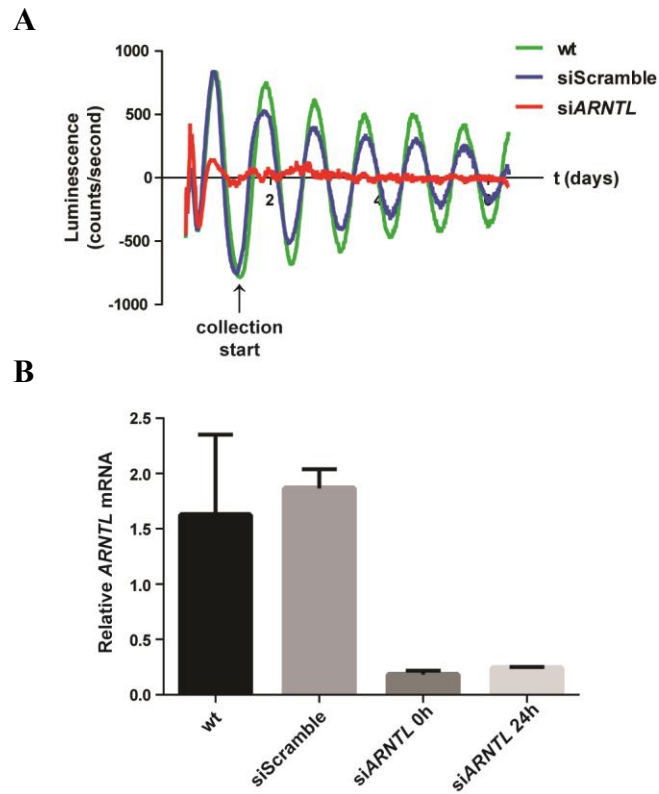 A
1000
500
0
-500
-1000
Luminescence
(counts/second)
2
4
t (days)
wt
siScramble
siARNTL
collection
start
B
2.5
2.0
1.5
1.0
0.5
0.0
Relative ARNTL mRNA
wt
siScramble
siARNTL 0h
siARNTL 24h